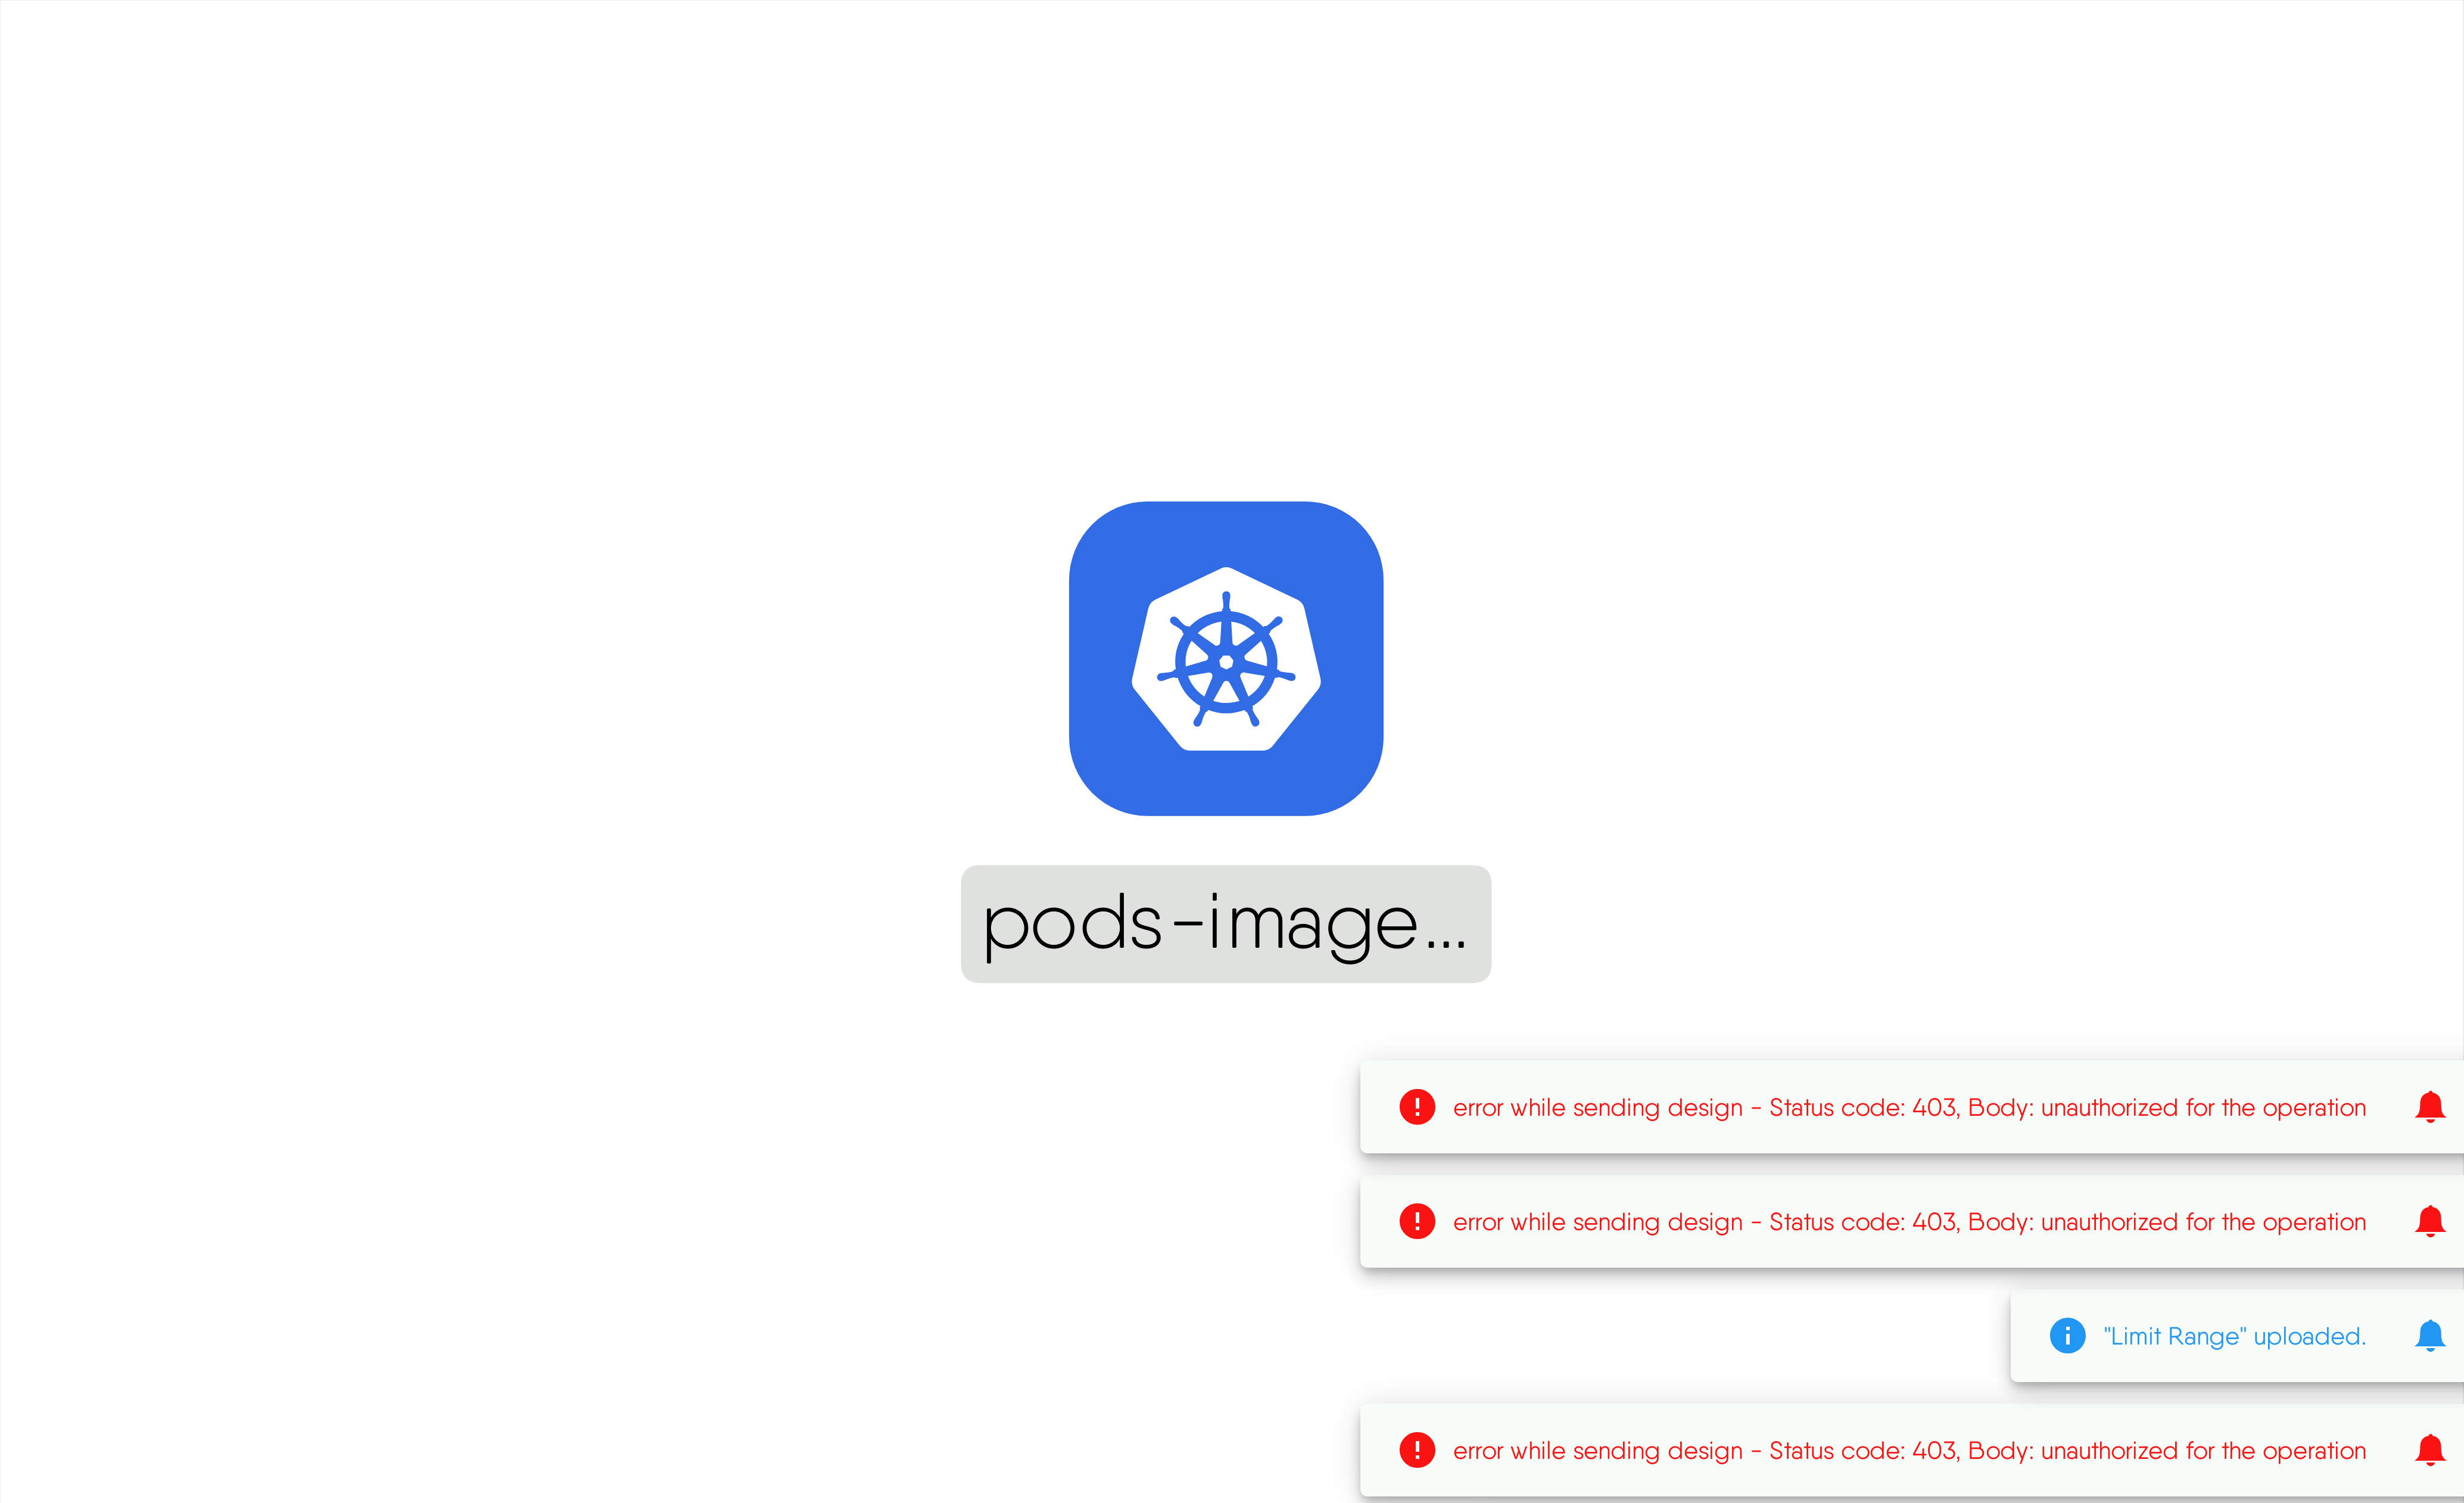 pods-image...
error while sending design - Status code: 403, Body: unauthorized for the operation
error while sending design - Status code: 403, Body: unauthorized for the operation
"Limit Range" uploaded.
error while sending design - Status code: 403, Body: unauthorized for the operation